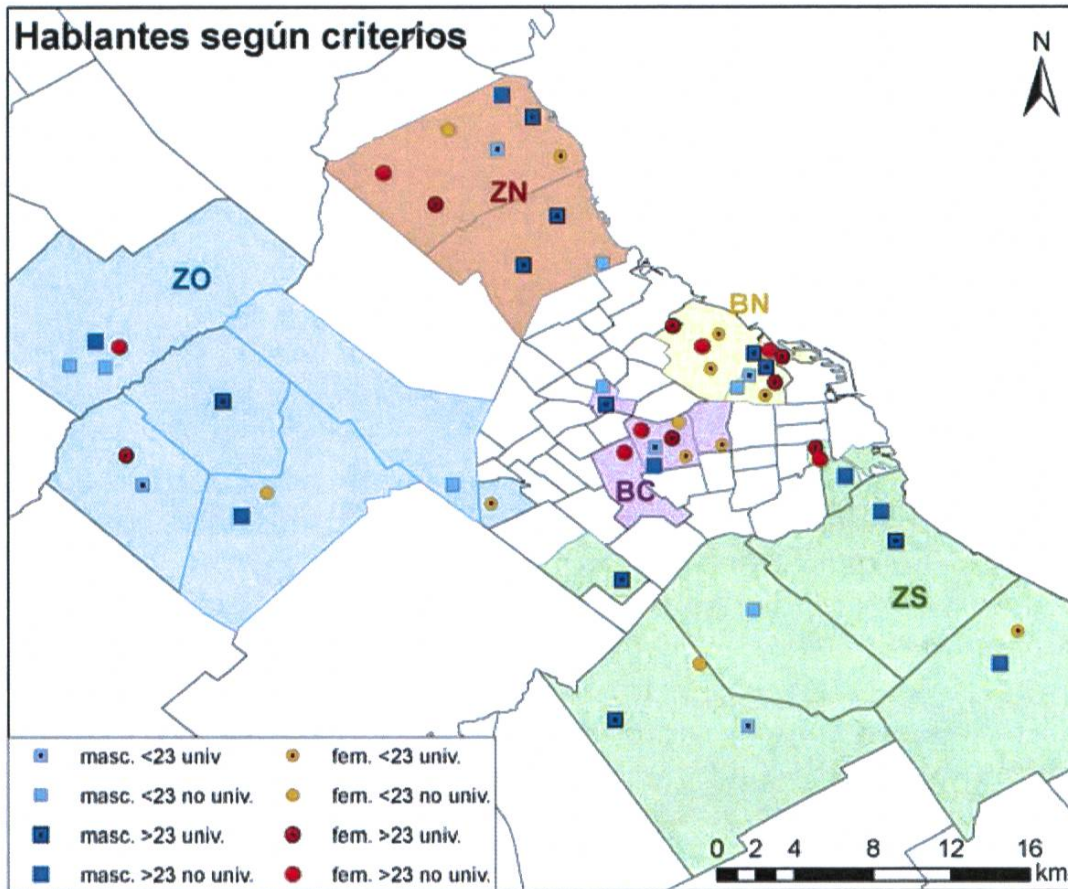 Hablantes según criterios
N
ZN
ZO
BN
BC
ZS
masc. <23 univ
fem. <23 univ.
masc. <23 no univ.
fem. <23 no univ.
masc. >23 univ.
fem. >23 univ.
masc. >23 no univ.
fem. >23 no univ.
0 2 4 8 12 16
km